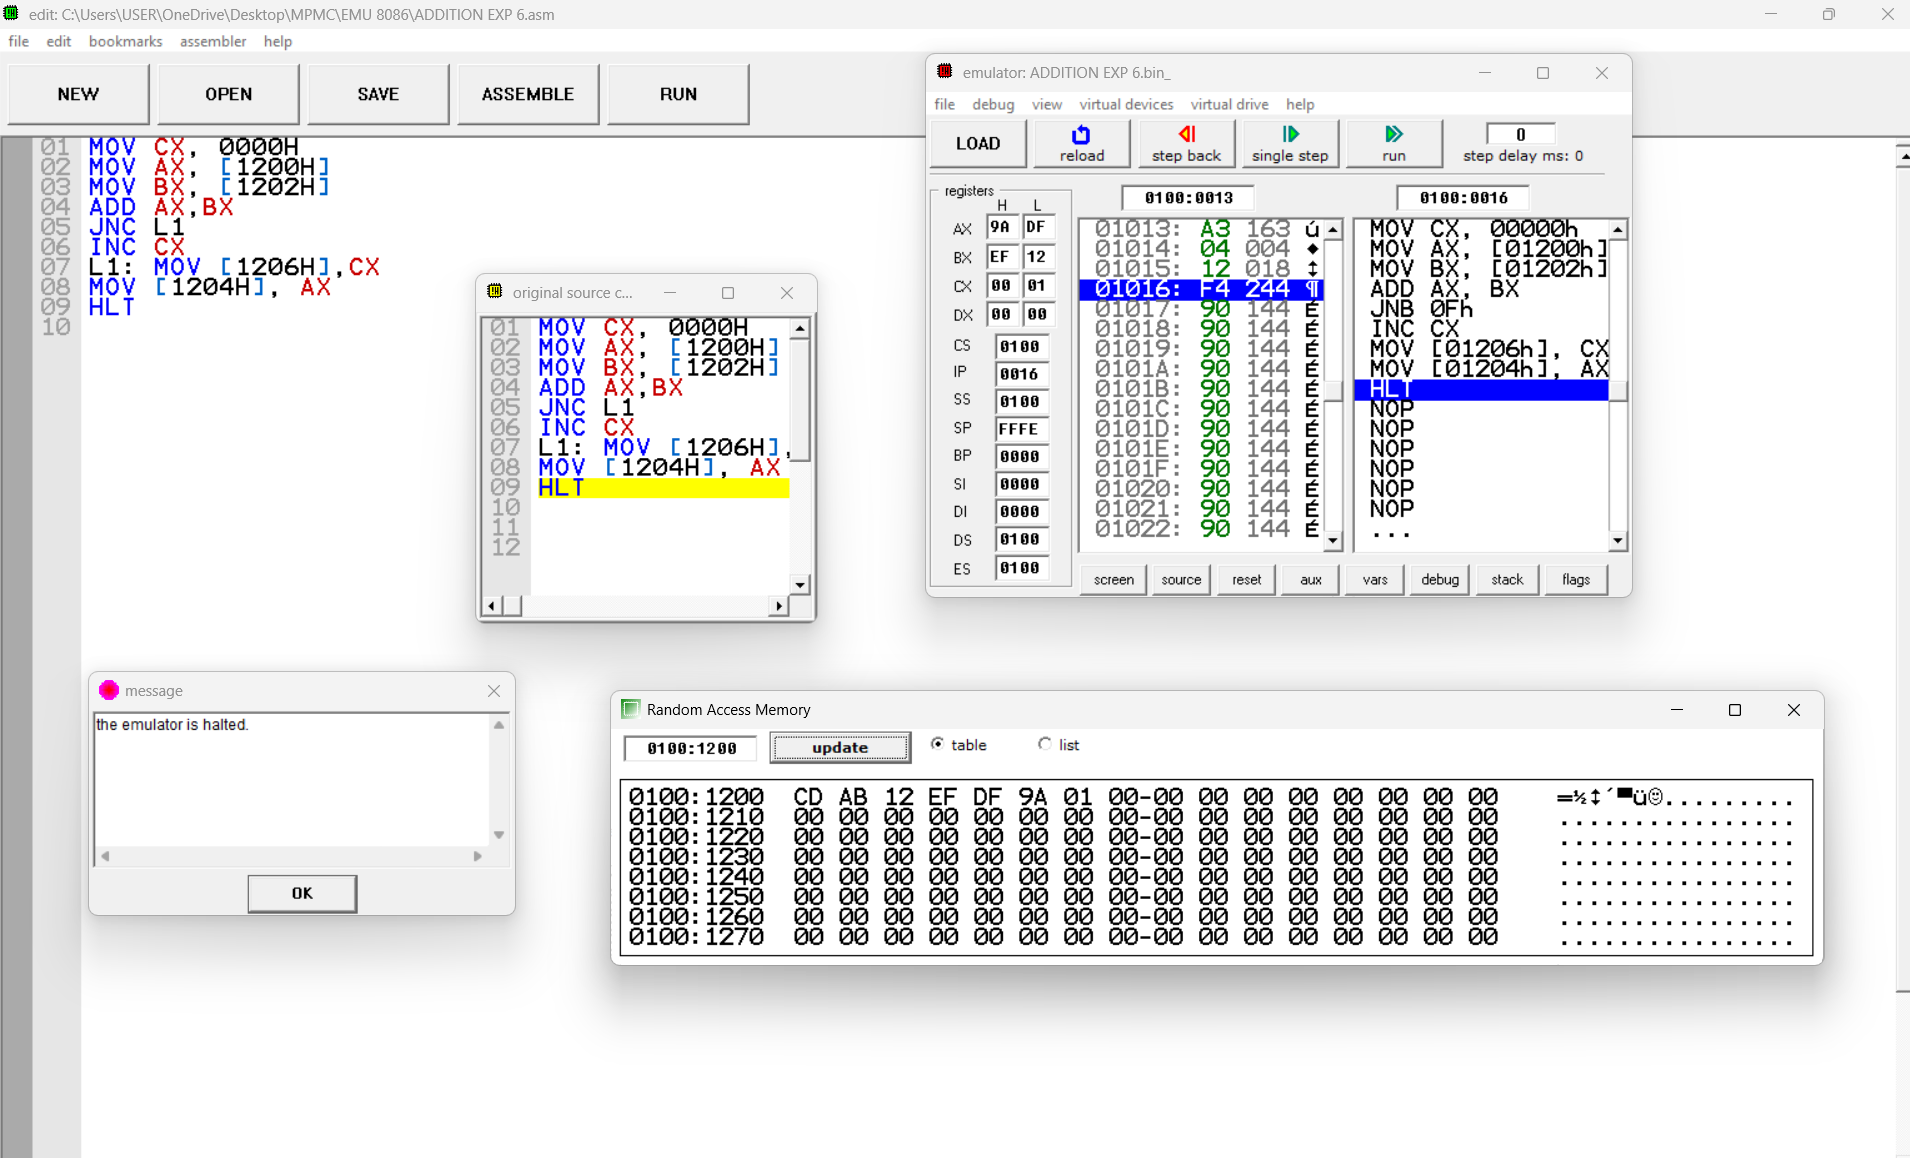 edit: C:\Users\USER\OneDrive\Desktop\MPMC\EMU 8086\ADDITION EXP 6.asm
file edit bookmarks assembler help
NEW OPEN SAVE ASSEMBLE RUN
01 MOV CX, 0000H
02 MOV AX, [1200H]
03 MOV BX, [1202H]
04 ADD AX,BX
05 JNC L1
06 INC CX
07 L1: MOV [1206H],CX
08 MOV [1204H], AX
09 HLT
10
original source c...
01 MOV CX, 0000H
02 MOV AX, [1200H]
03 MOV BX, [1202H]
04 ADD AX,BX
05 JNC L1
06 INC CX
07 L1: MOV [1206H],
08 MOV [1204H], AX
09 HLT
10
11
12
emulator: ADDITION EXP 6.bin_
file debug view virtual devices virtual drive help
LOAD reload step back single step run 0
step delay ms: 0
registers
H L
AX 9A DF
BX EF 12
CX 00 01
DX 00 00
CS 0100
IP 0016
SS 0100
SP FFFE
BP 0000
SI 0000
DI 0000
DS 0100
ES 0100
0100:0013
01013: A3 163 ú
01014: 04 004 ♦
01015: 12 018 ↕
01016: F4 244 ¶
01017: 90 144 É
01018: 90 144 É
01019: 90 144 É
0101A: 90 144 É
0101B: 90 144 É
0101C: 90 144 É
0101D: 90 144 É
0101E: 90 144 É
0101F: 90 144 É
01020: 90 144 É
01021: 90 144 É
01022: 90 144 É
0100:0016
MOV CX, 00000h
MOV AX, [01200h]
MOV BX, [01202h]
ADD AX, BX
JNB 0Fh
INC CX
MOV [01206h], CX
MOV [01204h], AX
HLT
NOP
NOP
NOP
NOP
NOP
NOP
...
screen source reset aux vars debug stack flags
message
the emulator is halted.
OK
Random Access Memory
0100:1200 update table list
0100:1200 CD AB 12 EF DF 9A 01 00-00 00 00 00 00 00 00 00 =½↕´▀Ü☺.........
0100:1210 00 00 00 00 00 00 00 00-00 00 00 00 00 00 00 00 ................
0100:1220 00 00 00 00 00 00 00 00-00 00 00 00 00 00 00 00 ................
0100:1230 00 00 00 00 00 00 00 00-00 00 00 00 00 00 00 00 ................
0100:1240 00 00 00 00 00 00 00 00-00 00 00 00 00 00 00 00 ................
0100:1250 00 00 00 00 00 00 00 00-00 00 00 00 00 00 00 00 ................
0100:1260 00 00 00 00 00 00 00 00-00 00 00 00 00 00 00 00 ................
0100:1270 00 00 00 00 00 00 00 00-00 00 00 00 00 00 00 00 ................